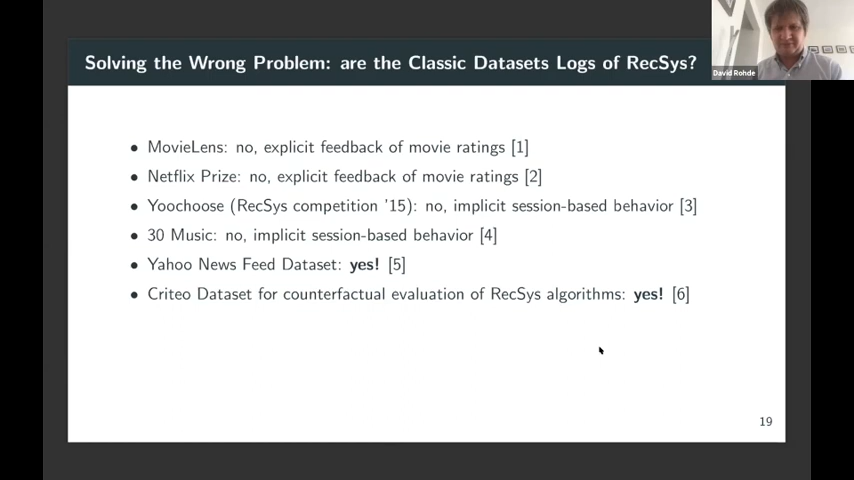 Solving the Wrong Problem: are the Classic Datasets Logs of RecSys?
David Rohde
• MovieLens: no, explicit feedback of movie ratings [1]
• Netflix Prize: no, explicit feedback of movie ratings [2]
• Yoochoose (RecSys competition '15): no, implicit session-based behavior [3]
• 30 Music: no, implicit session-based behavior [4]
• Yahoo News Feed Dataset: yes! [5]
• Criteo Dataset for counterfactual evaluation of RecSys algorithms: yes! [6]
19